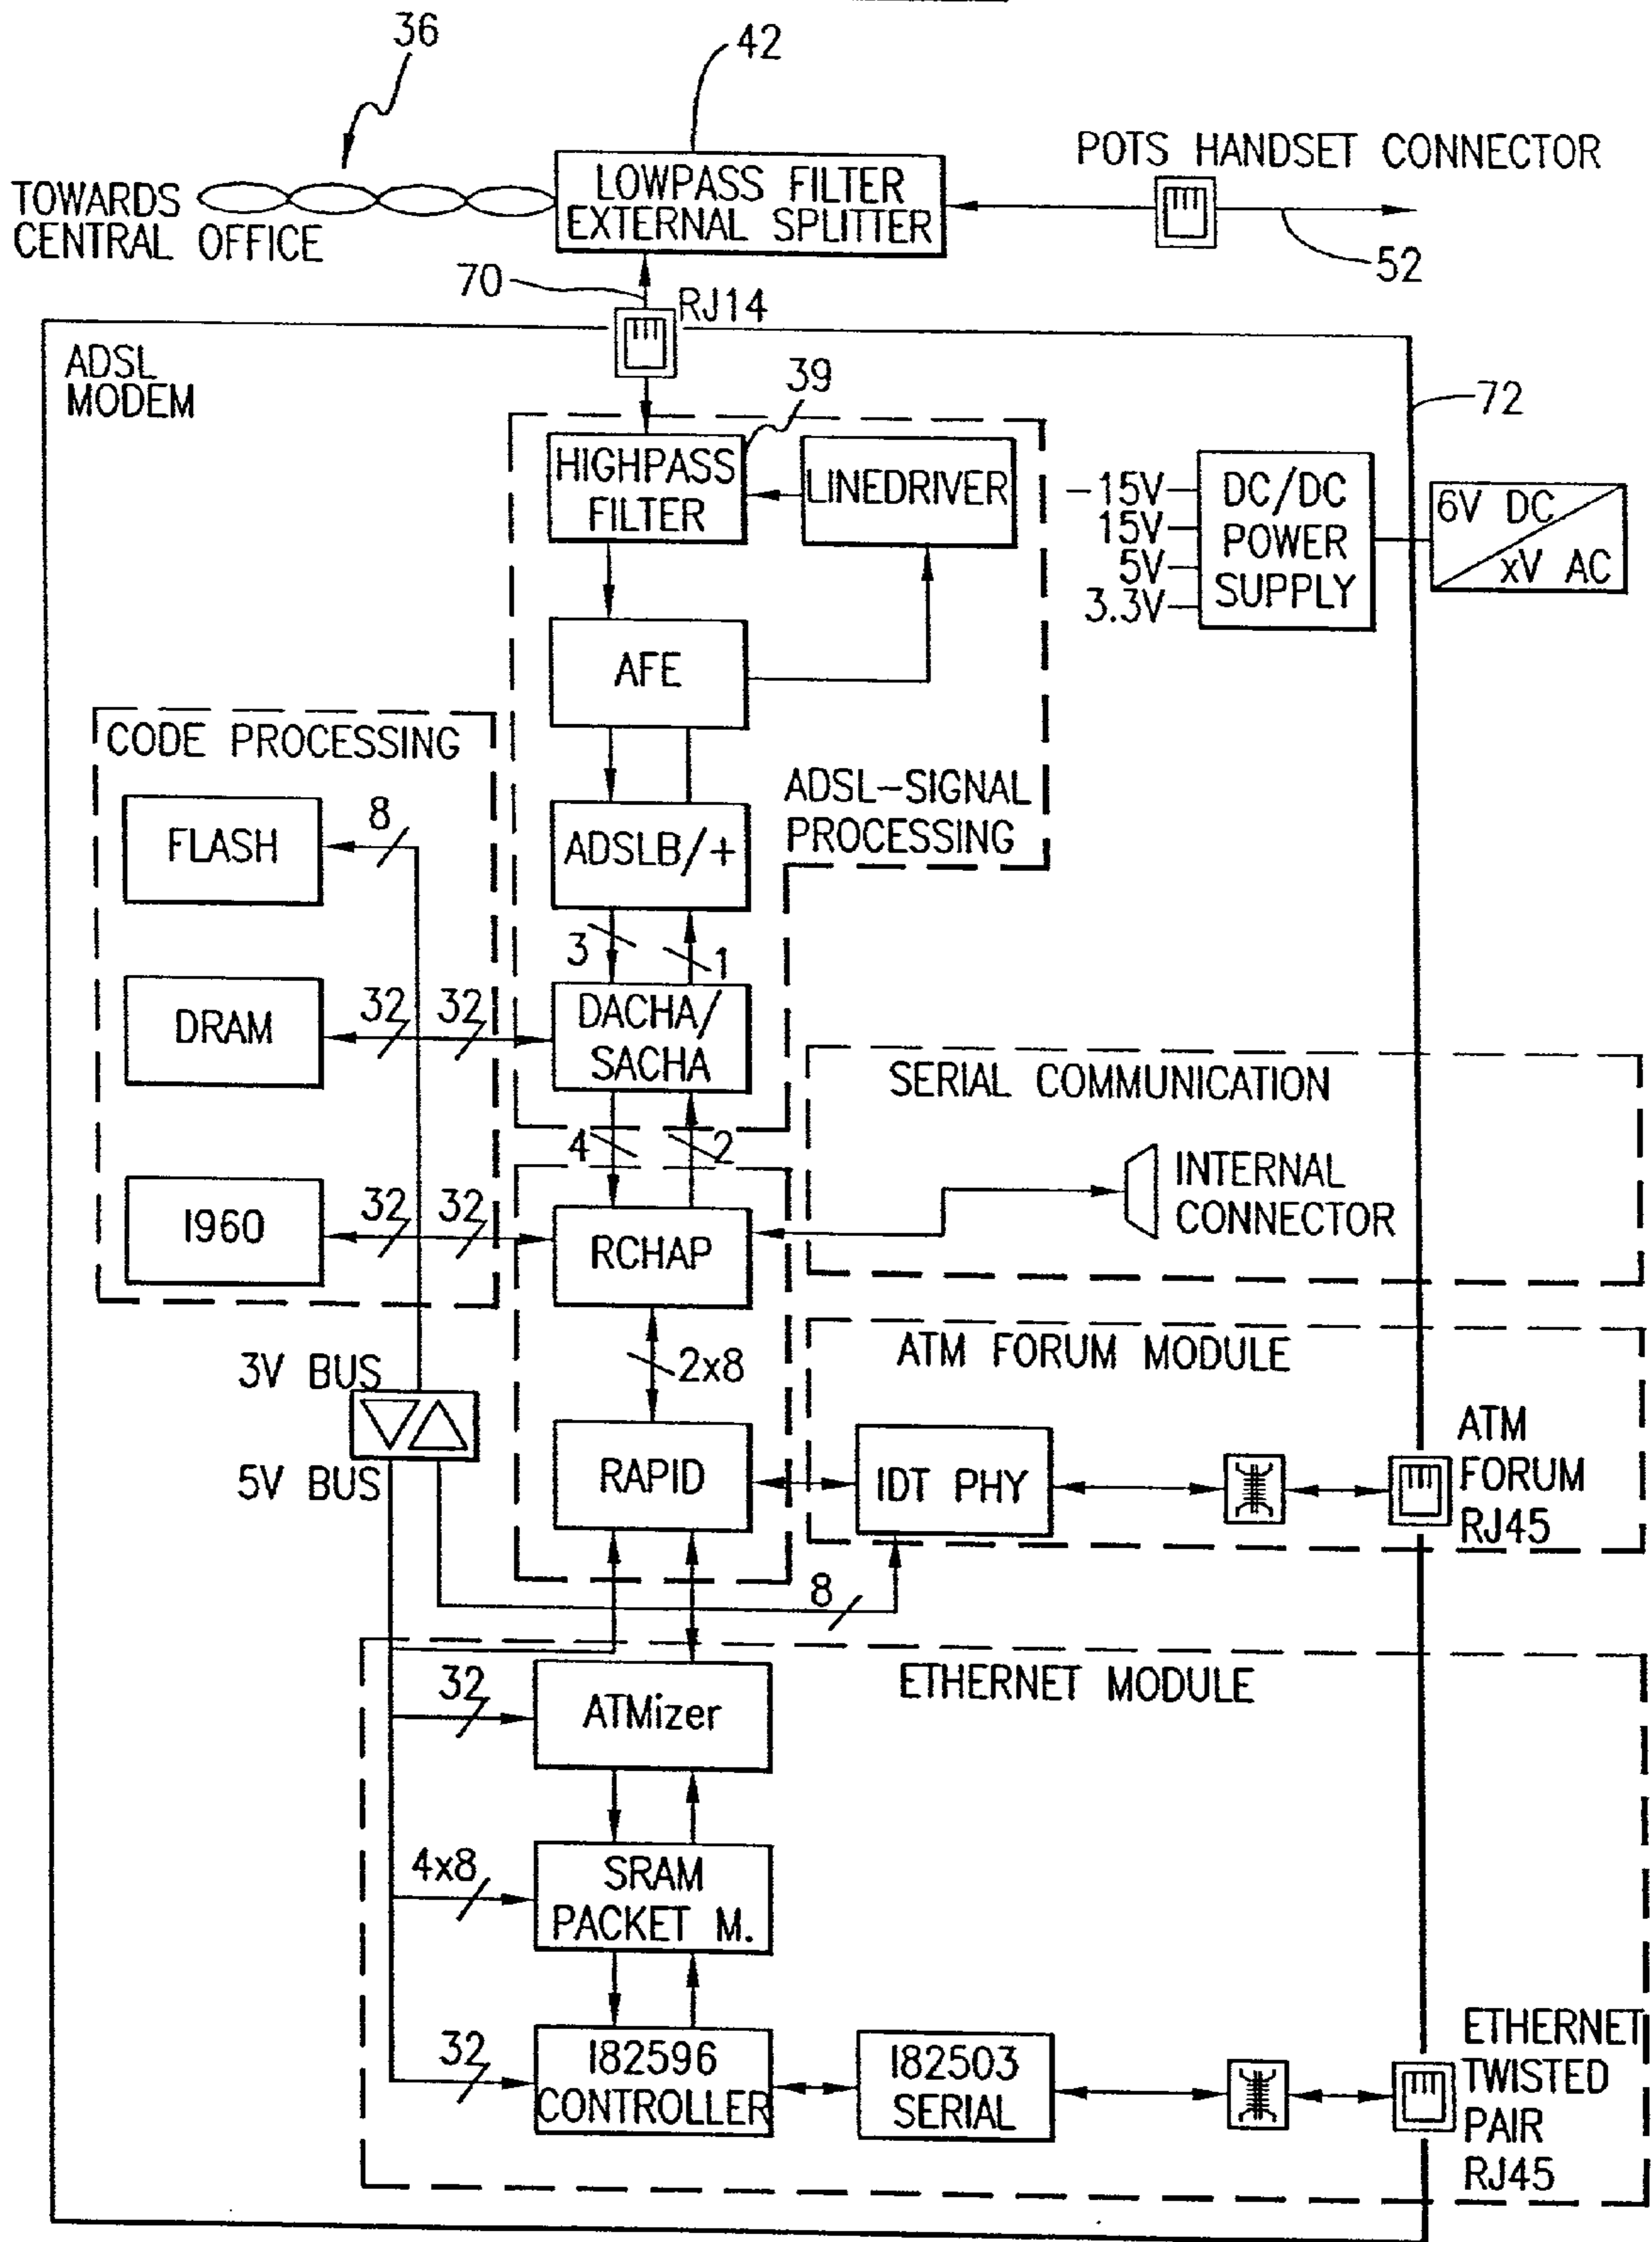 36
42
TOWARDS
CENTRAL OFFICE
LOWPASS FILTER
EXTERNAL SPLITTER
POTS HANDSET CONNECTOR
52
70
RJ14
ADSL
MODEM
39
72
HIGHPASS
FILTER
LINEDRIVER
-15V
15V
5V
3.3V
DC/DC
POWER
SUPPLY
6V DC
xV AC
AFE
CODE PROCESSING
ADSL-SIGNAL
PROCESSING
FLASH
8
ADSLB/+
3
1
DRAM
32
32
DACHA/
SACHA
SERIAL COMMUNICATION
4
2
INTERNAL
CONNECTOR
I960
32
32
RCHAP
ATM FORUM MODULE
2x8
3V BUS
5V BUS
RAPID
IDT PHY
ATM
FORUM
RJ45
8
ETHERNET MODULE
32
ATMizer
4x8
SRAM
PACKET M.
32
I82596
CONTROLLER
I82503
SERIAL
ETHERNET
TWISTED
PAIR
RJ45